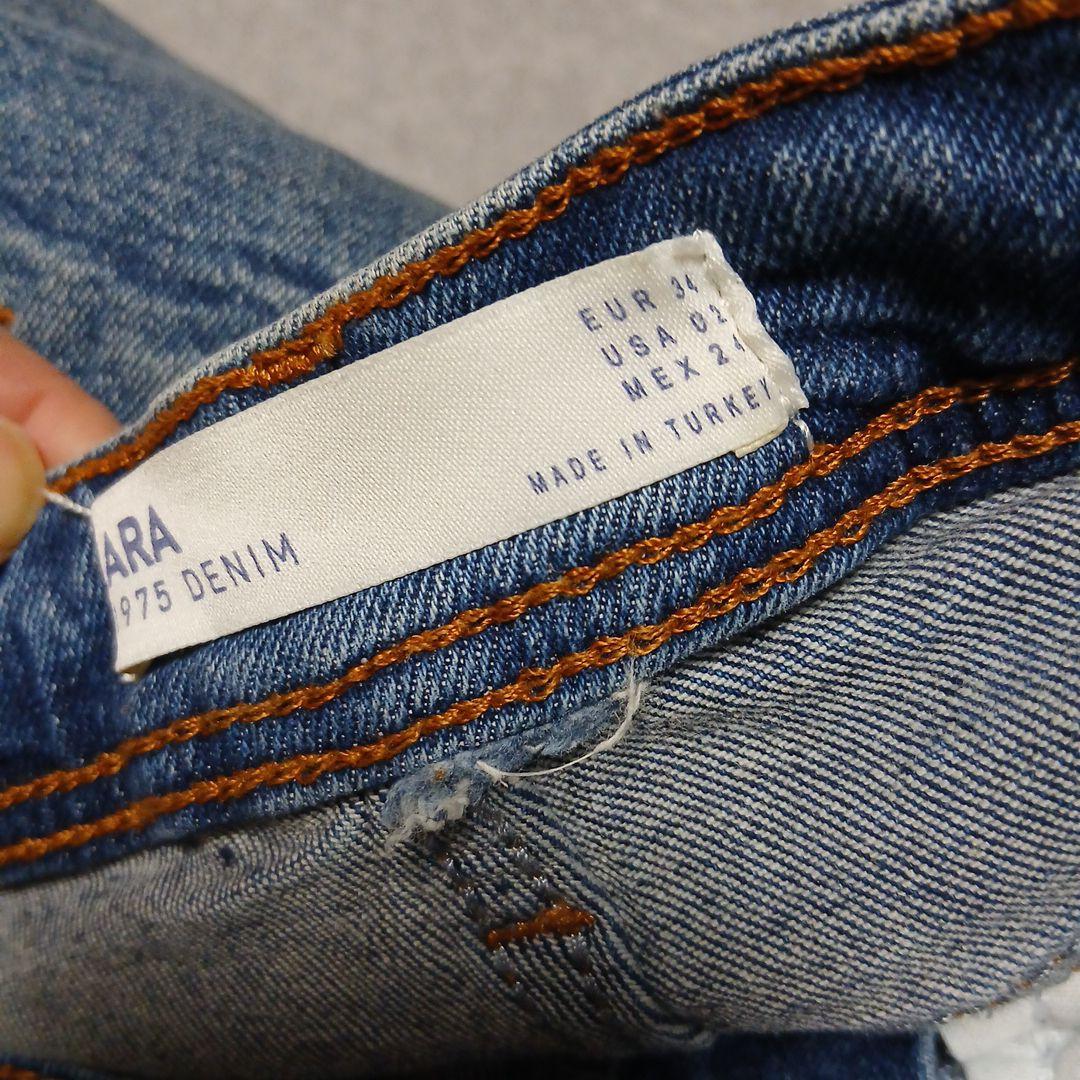 EUR 34
USA 02
MEX 24
MADE IN TURKEY
ARA
975 DENIM